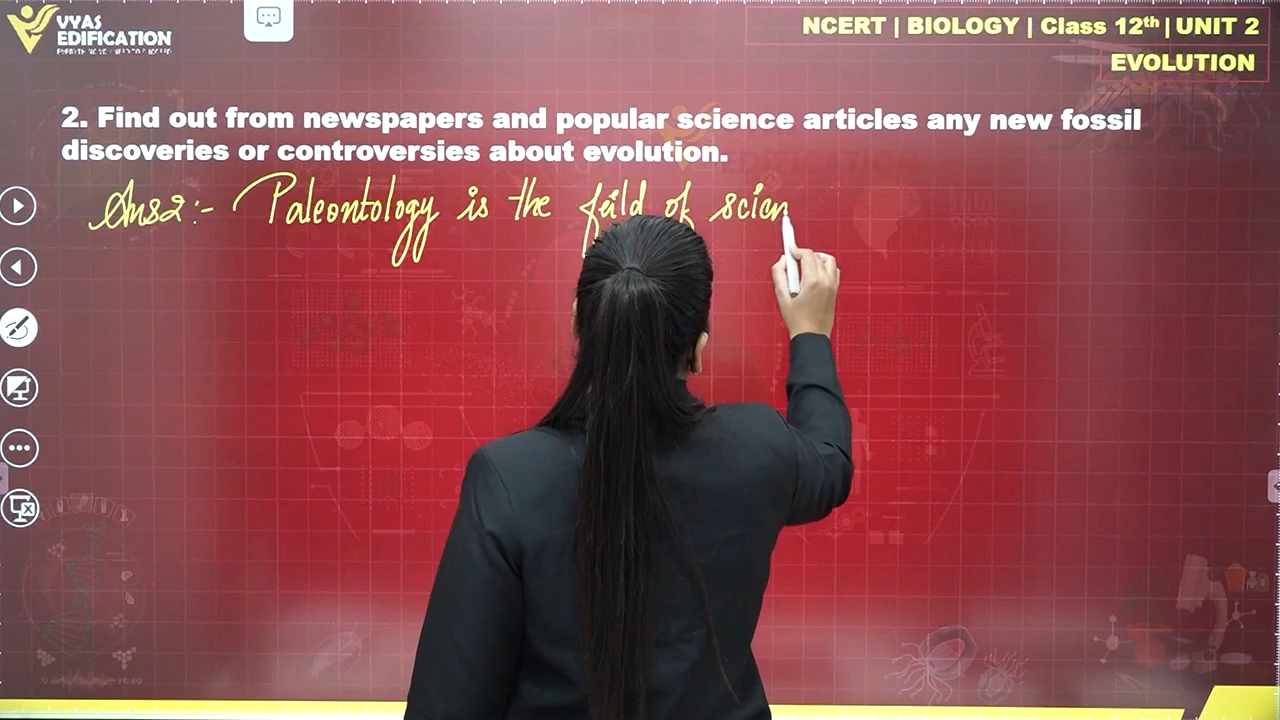 VYAS
EDIFICATION
NCERT | BIOLOGY | Class 12th | UNIT 2
EVOLUTION
2. Find out from newspapers and popular science articles any new fossil
discoveries or controversies about evolution.
Ans2:- Paleontology is the feild of scien